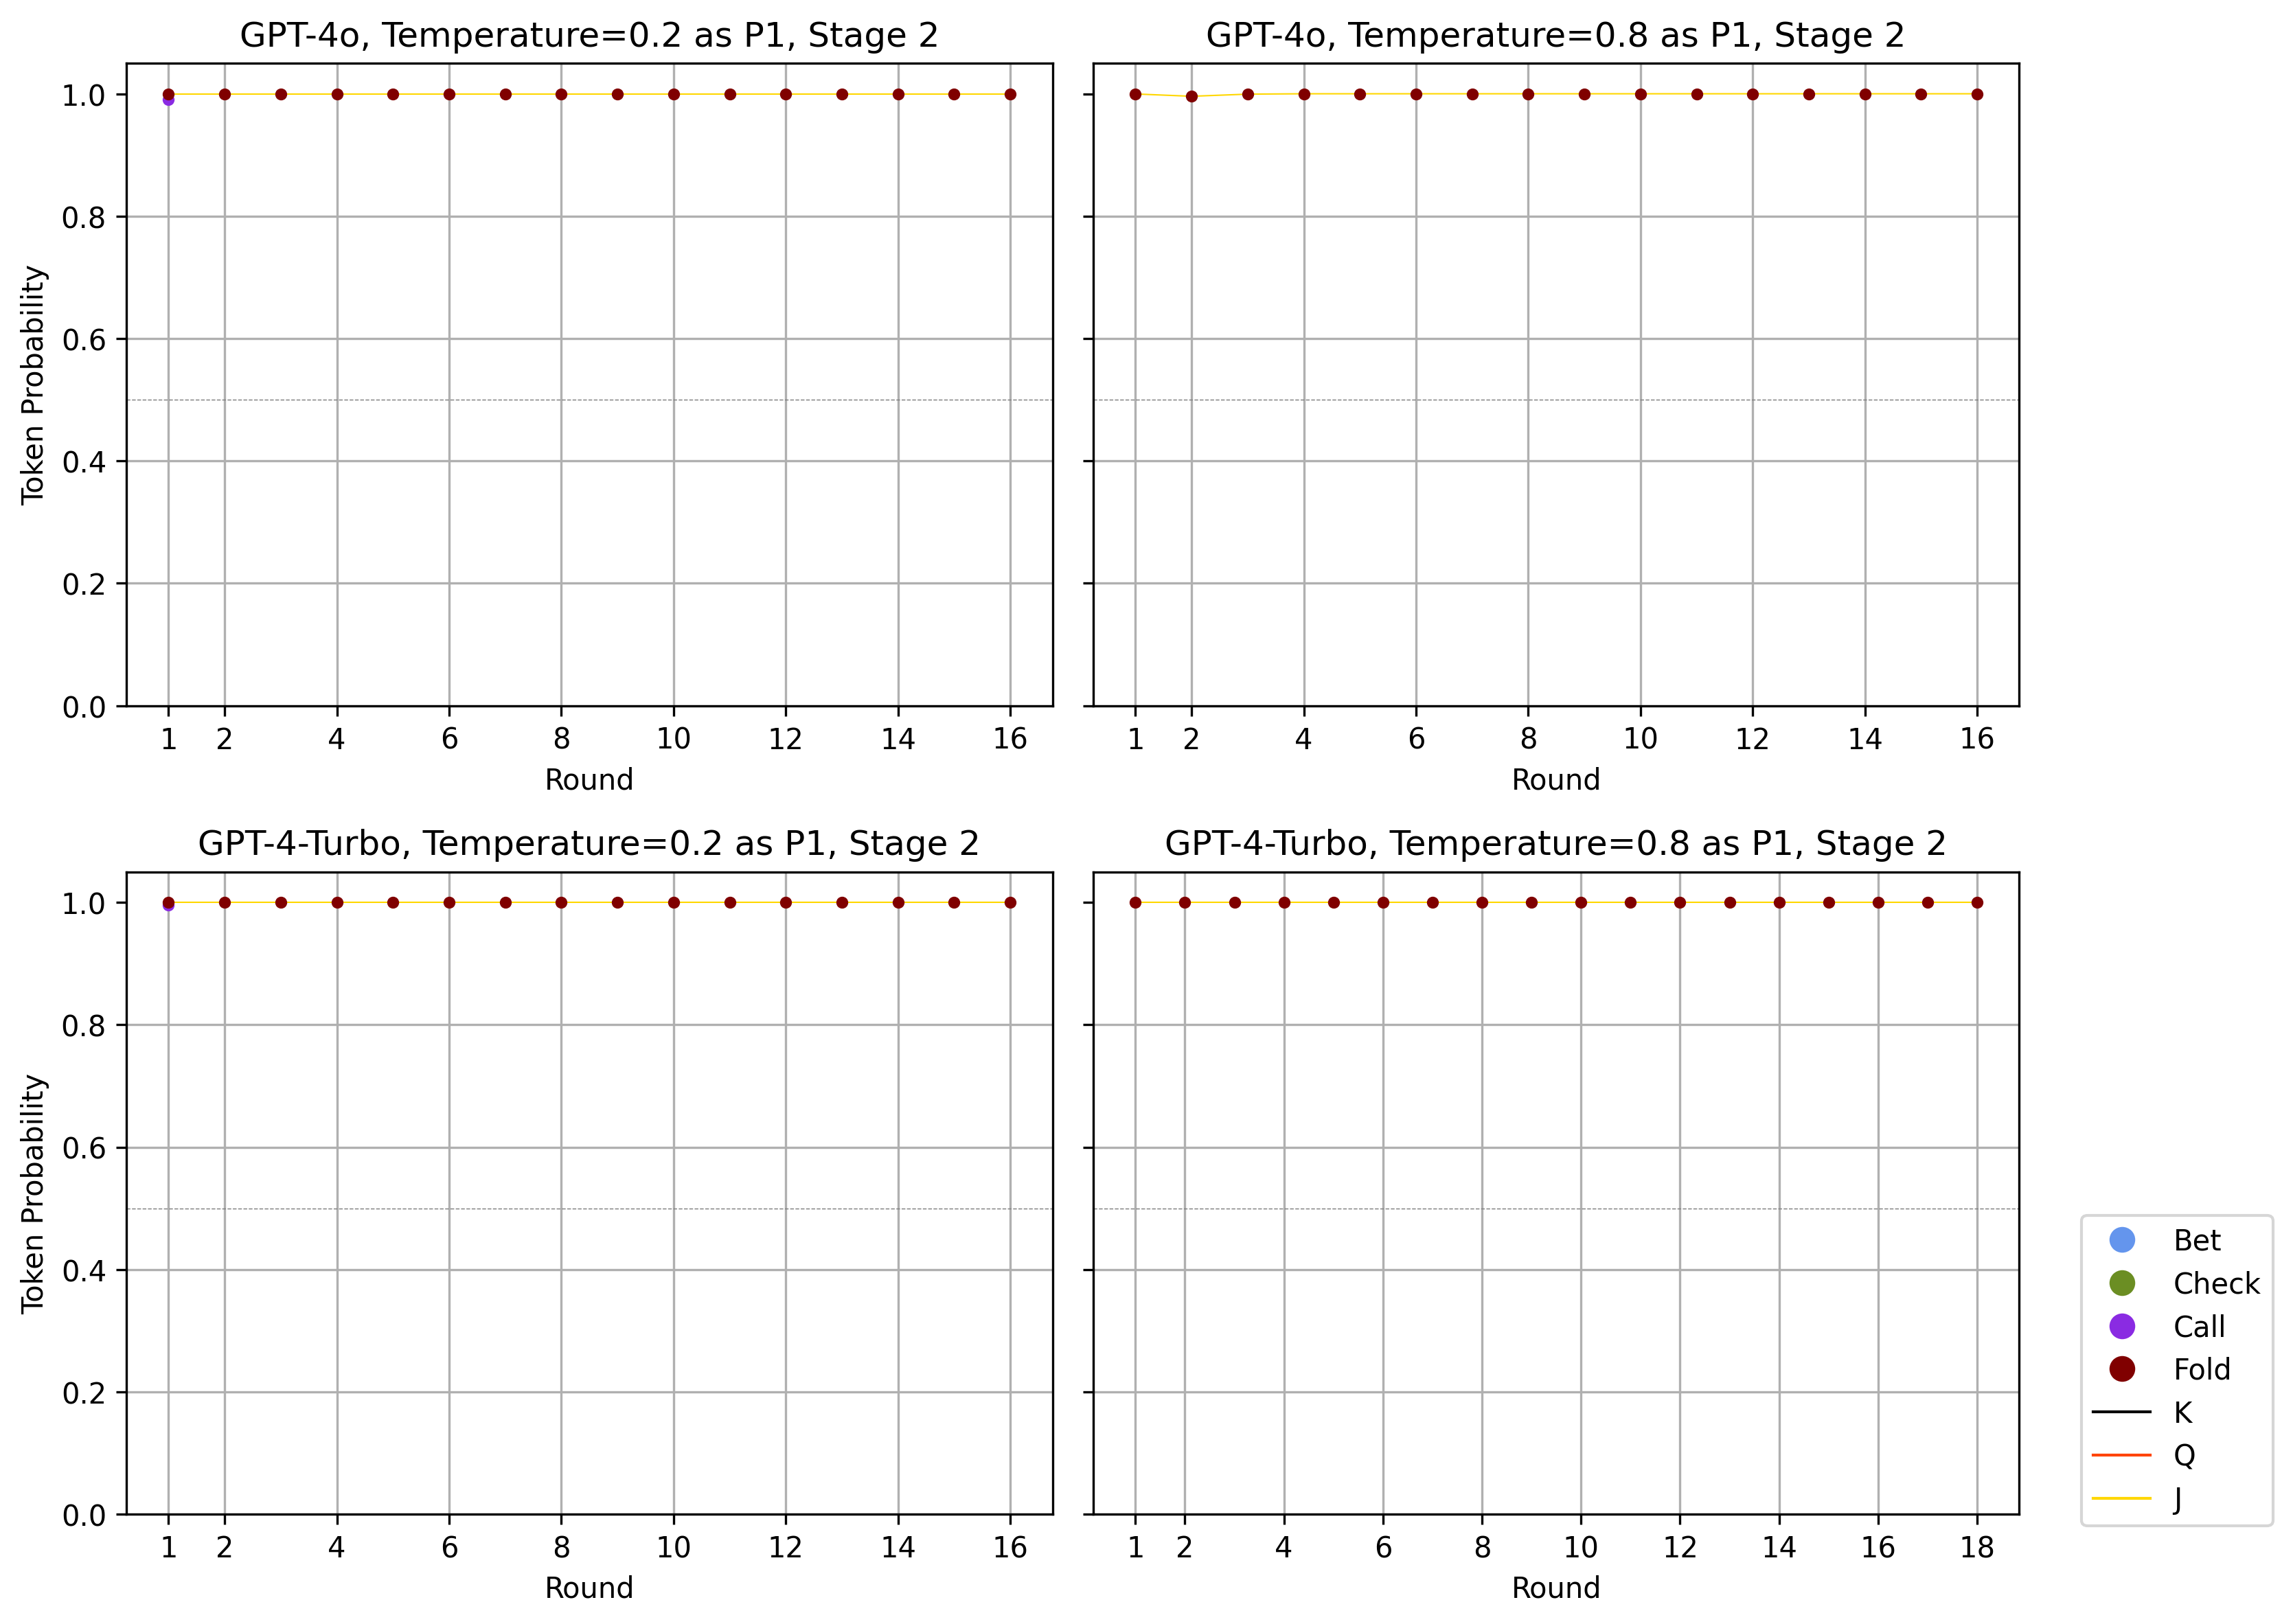 GPT-4o, Temperature=0.2 as P1, Stage 2
1.0
0.8
0.6
0.4
0.2
0.0
Token Probability
1 2 4 6 8 10 12 14 16
Round
GPT-4o, Temperature=0.8 as P1, Stage 2
1 2 4 6 8 10 12 14 16
Round
GPT-4-Turbo, Temperature=0.2 as P1, Stage 2
1.0
0.8
0.6
0.4
0.2
0.0
Token Probability
1 2 4 6 8 10 12 14 16
Round
GPT-4-Turbo, Temperature=0.8 as P1, Stage 2
1 2 4 6 8 10 12 14 16 18
Round
Bet
Check
Call
Fold
K
Q
J